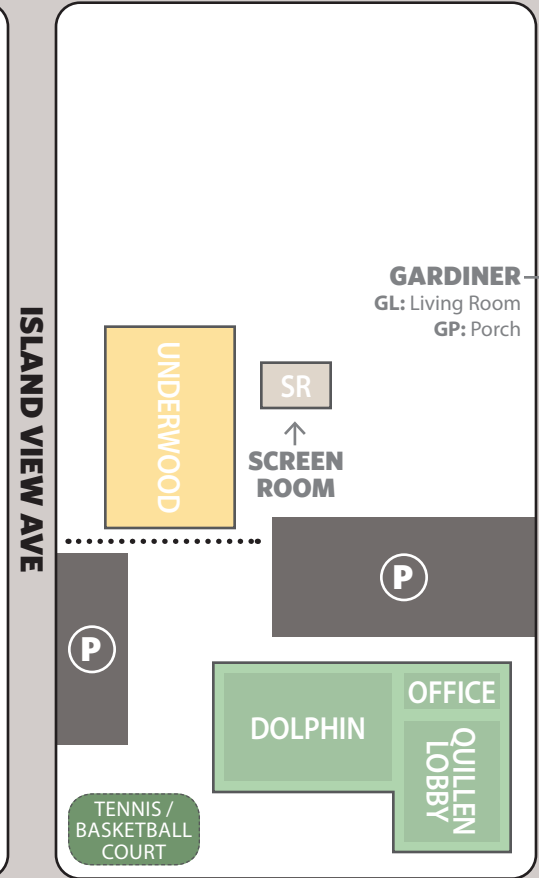 GARDINER
GL: Living Room
GP: Porch
ISLAND VIEW AVE
UNDERWOOD
SR
↑
SCREEN
ROOM
P
P
OFFICE
DOLPHIN
QUILLEN
LOBBY
TENNIS /
BASKETBALL
COURT